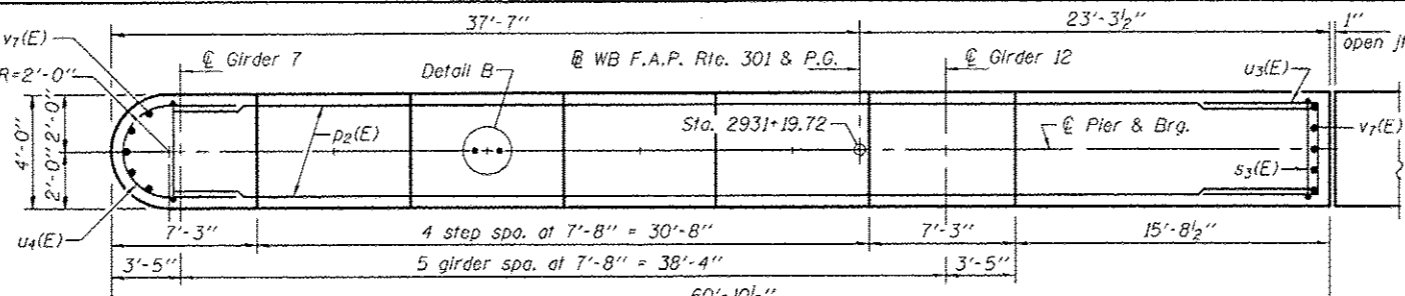 37'-7"
23'-3½"
1"
open jt
v7(E)
R=2'-0"
℄ Girder 7
Detail B
℄ WB F.A.P. Rte. 301 & P.G.
℄ Girder 12
u3(E)
4'-0"
2'-0"
2'-0"
p2(E)
Sta. 2931+19.72
℄ Pier & Brg.
v7(E)
s3(E)
u4(E)
7'-3"
4 step spa. at 7'-8" = 30'-8"
7'-3"
15'-8½"
3'-5"
5 girder spa. at 7'-8" = 38'-4"
3'-5"
60'-10½"